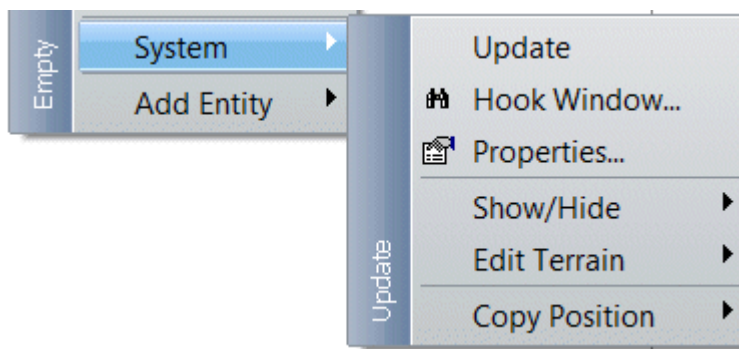 Empty
System
Add Entity
Update
Update
Hook Window...
Properties...
Show/Hide
Edit Terrain
Copy Position